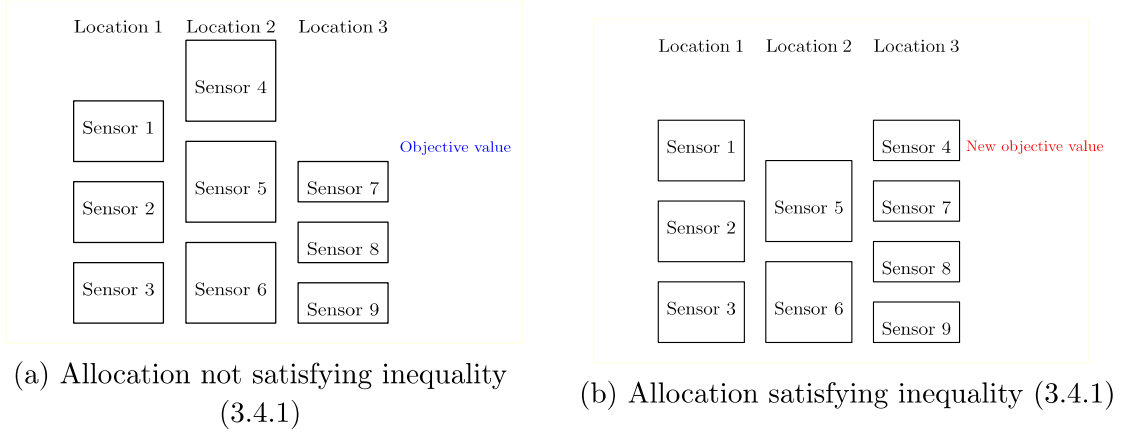 Location 1 Location 2 Location 3
Sensor 4
Sensor 1
Objective value
Sensor 5 Sensor 7
Sensor 2
Sensor 8
Sensor 3 Sensor 6
Sensor 9
(a) Allocation not satisfying inequality
(3.4.1)
Location 1 Location 2 Location 3
Sensor 1 Sensor 4 New objective value
Sensor 5 Sensor 7
Sensor 2
Sensor 8
Sensor 3 Sensor 6
Sensor 9
(b) Allocation satisfying inequality (3.4.1)